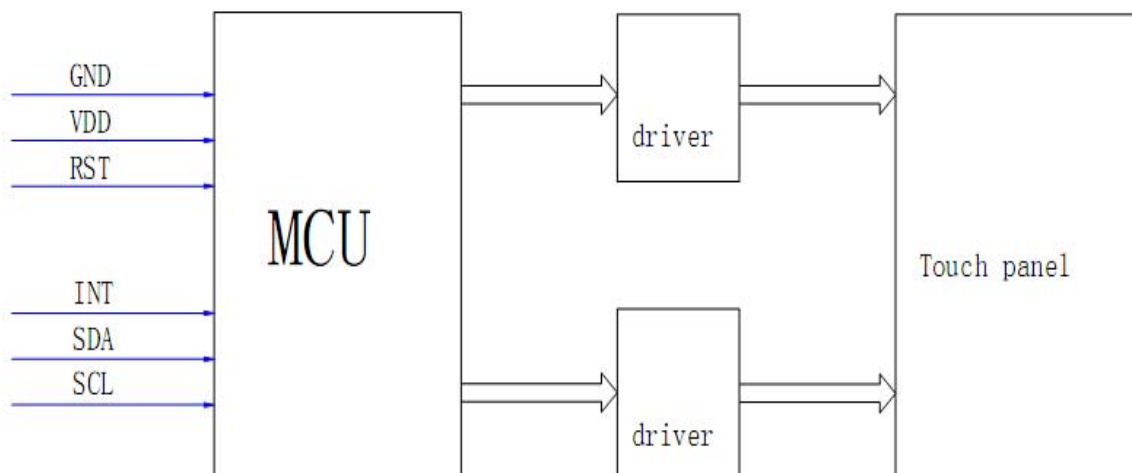 GND
VDD
RST
INT
SDA
SCL
MCU
driver
driver
Touch panel